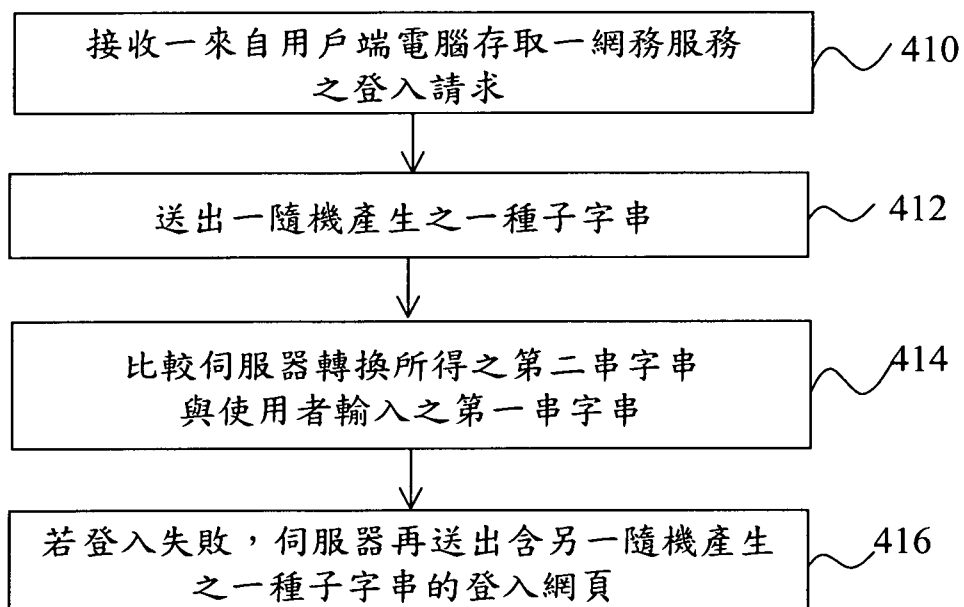 接收一來自用戶端電腦存取一網務服務
之登入請求
410
送出一隨機產生之一種子字串
412
比較伺服器轉換所得之第二串字串
與使用者輸入之第一串字串
414
若登入失敗，伺服器再送出含另一隨機產生
之一種子字串的登入網頁
416